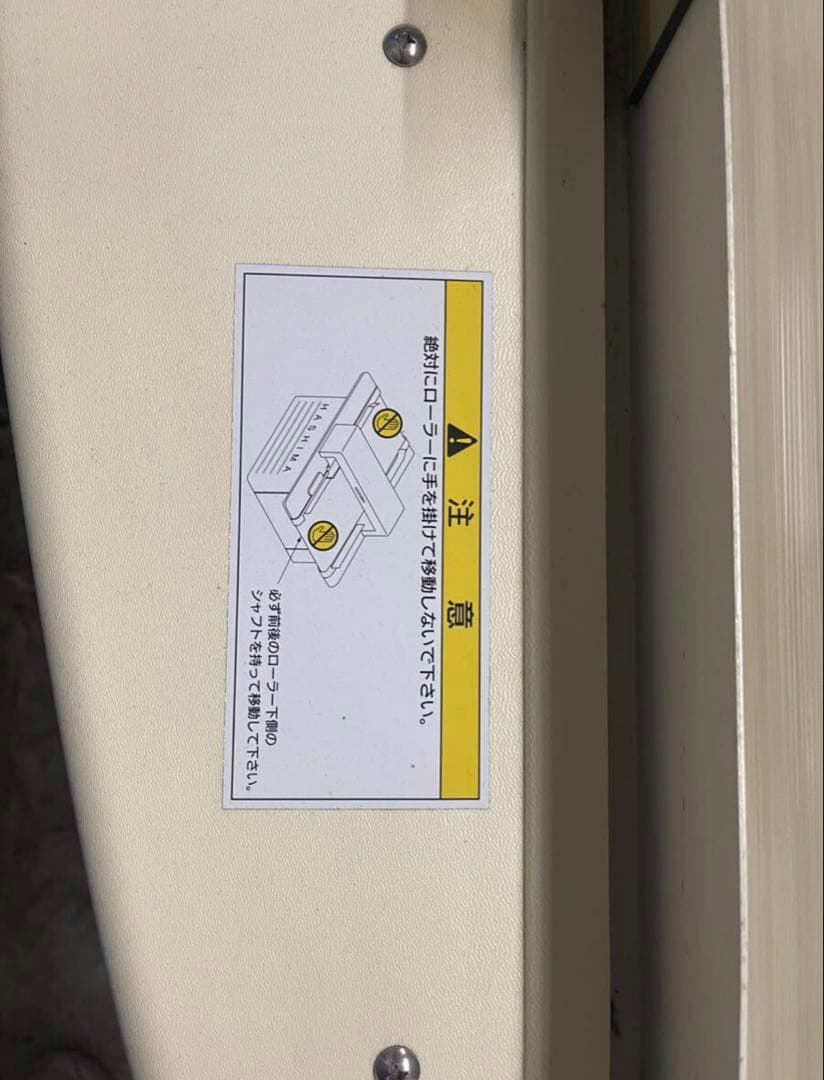 注 意
絶対にローラーに手を掛けて移動しないで下さい。
HASHIMA
必ず前後のローラー下側の
シャフトを持って移動して下さい。